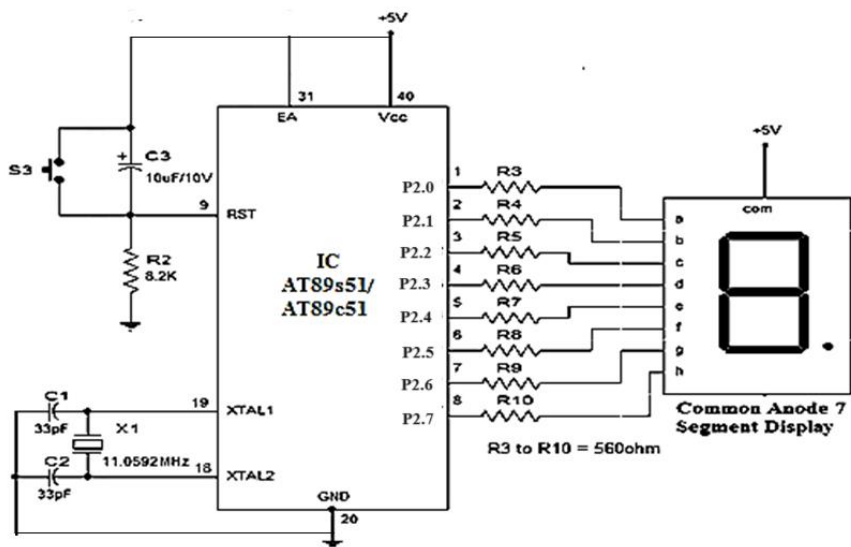 +5V
31
40
EA
Vcc
S3
+
C3
10uF/10V
9
RST
R2
8.2K
IC
AT89s51/
AT89c51
1
P2.0
R3
2
P2.1
R4
3
P2.2
R5
4
P2.3
R6
5
P2.4
R7
6
P2.5
R8
7
P2.6
R9
8
P2.7
R10
+5V
com
a
b
c
d
e
f
g
h
Common Anode 7
Segment Display
R3 to R10 = 560ohm
C1
33pF
19
XTAL1
X1
11.0592MHz
C2
33pF
18
XTAL2
GND
20